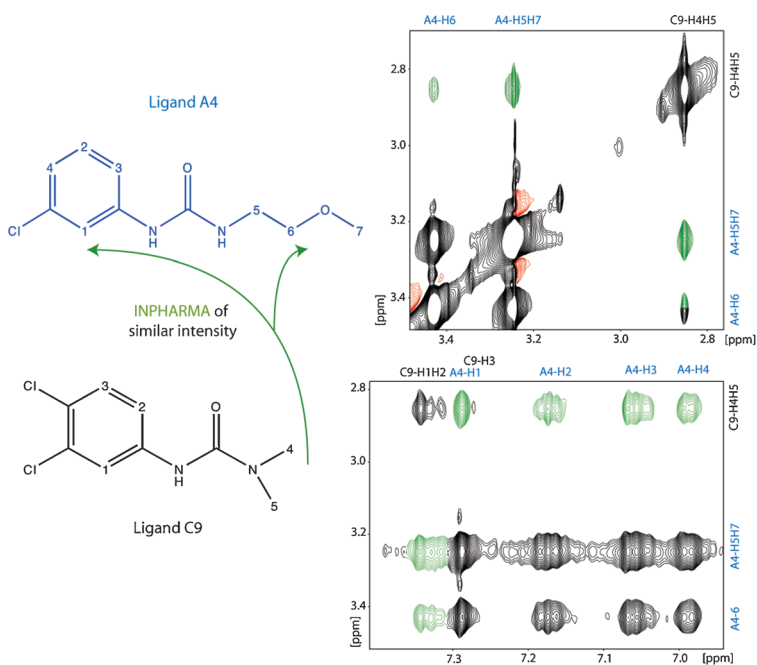 A4-H6 A4-H5H7 C9-H4H5
2.8
3.0
3.2
3.4
[ppm]
3.4 3.2 3.0 2.8 [ppm]
C9-H4H5
A4-H5H7
A4-H6
Ligand A4
2
4 3
O
Cl 1 N H N H 5 6 O 7
INPHARMA of
similar intensity
Cl 3 2
O
Cl 1 N H N 4
5
Ligand C9
C9-H3
C9-H1H2 A4-H1 A4-H2 A4-H3 A4-H4
2.8
3.0
3.2
3.4
[ppm]
7.3 7.2 7.1 7.0 [ppm]
C9-H4H5
A4-H5H7
A4-6